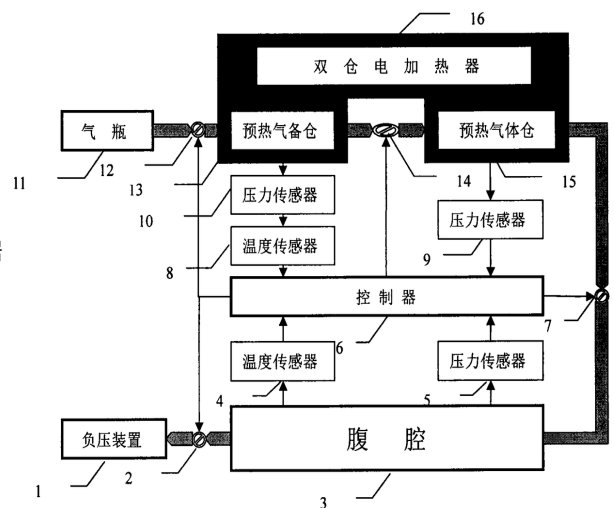 16
双仓电加热器
气瓶
预热气备仓
预热气体仓
11
12
13
14
15
10
压力传感器
压力传感器
8
温度传感器
9
控制器
6
7
温度传感器
压力传感器
4
5
负压装置
腹腔
1
2
3